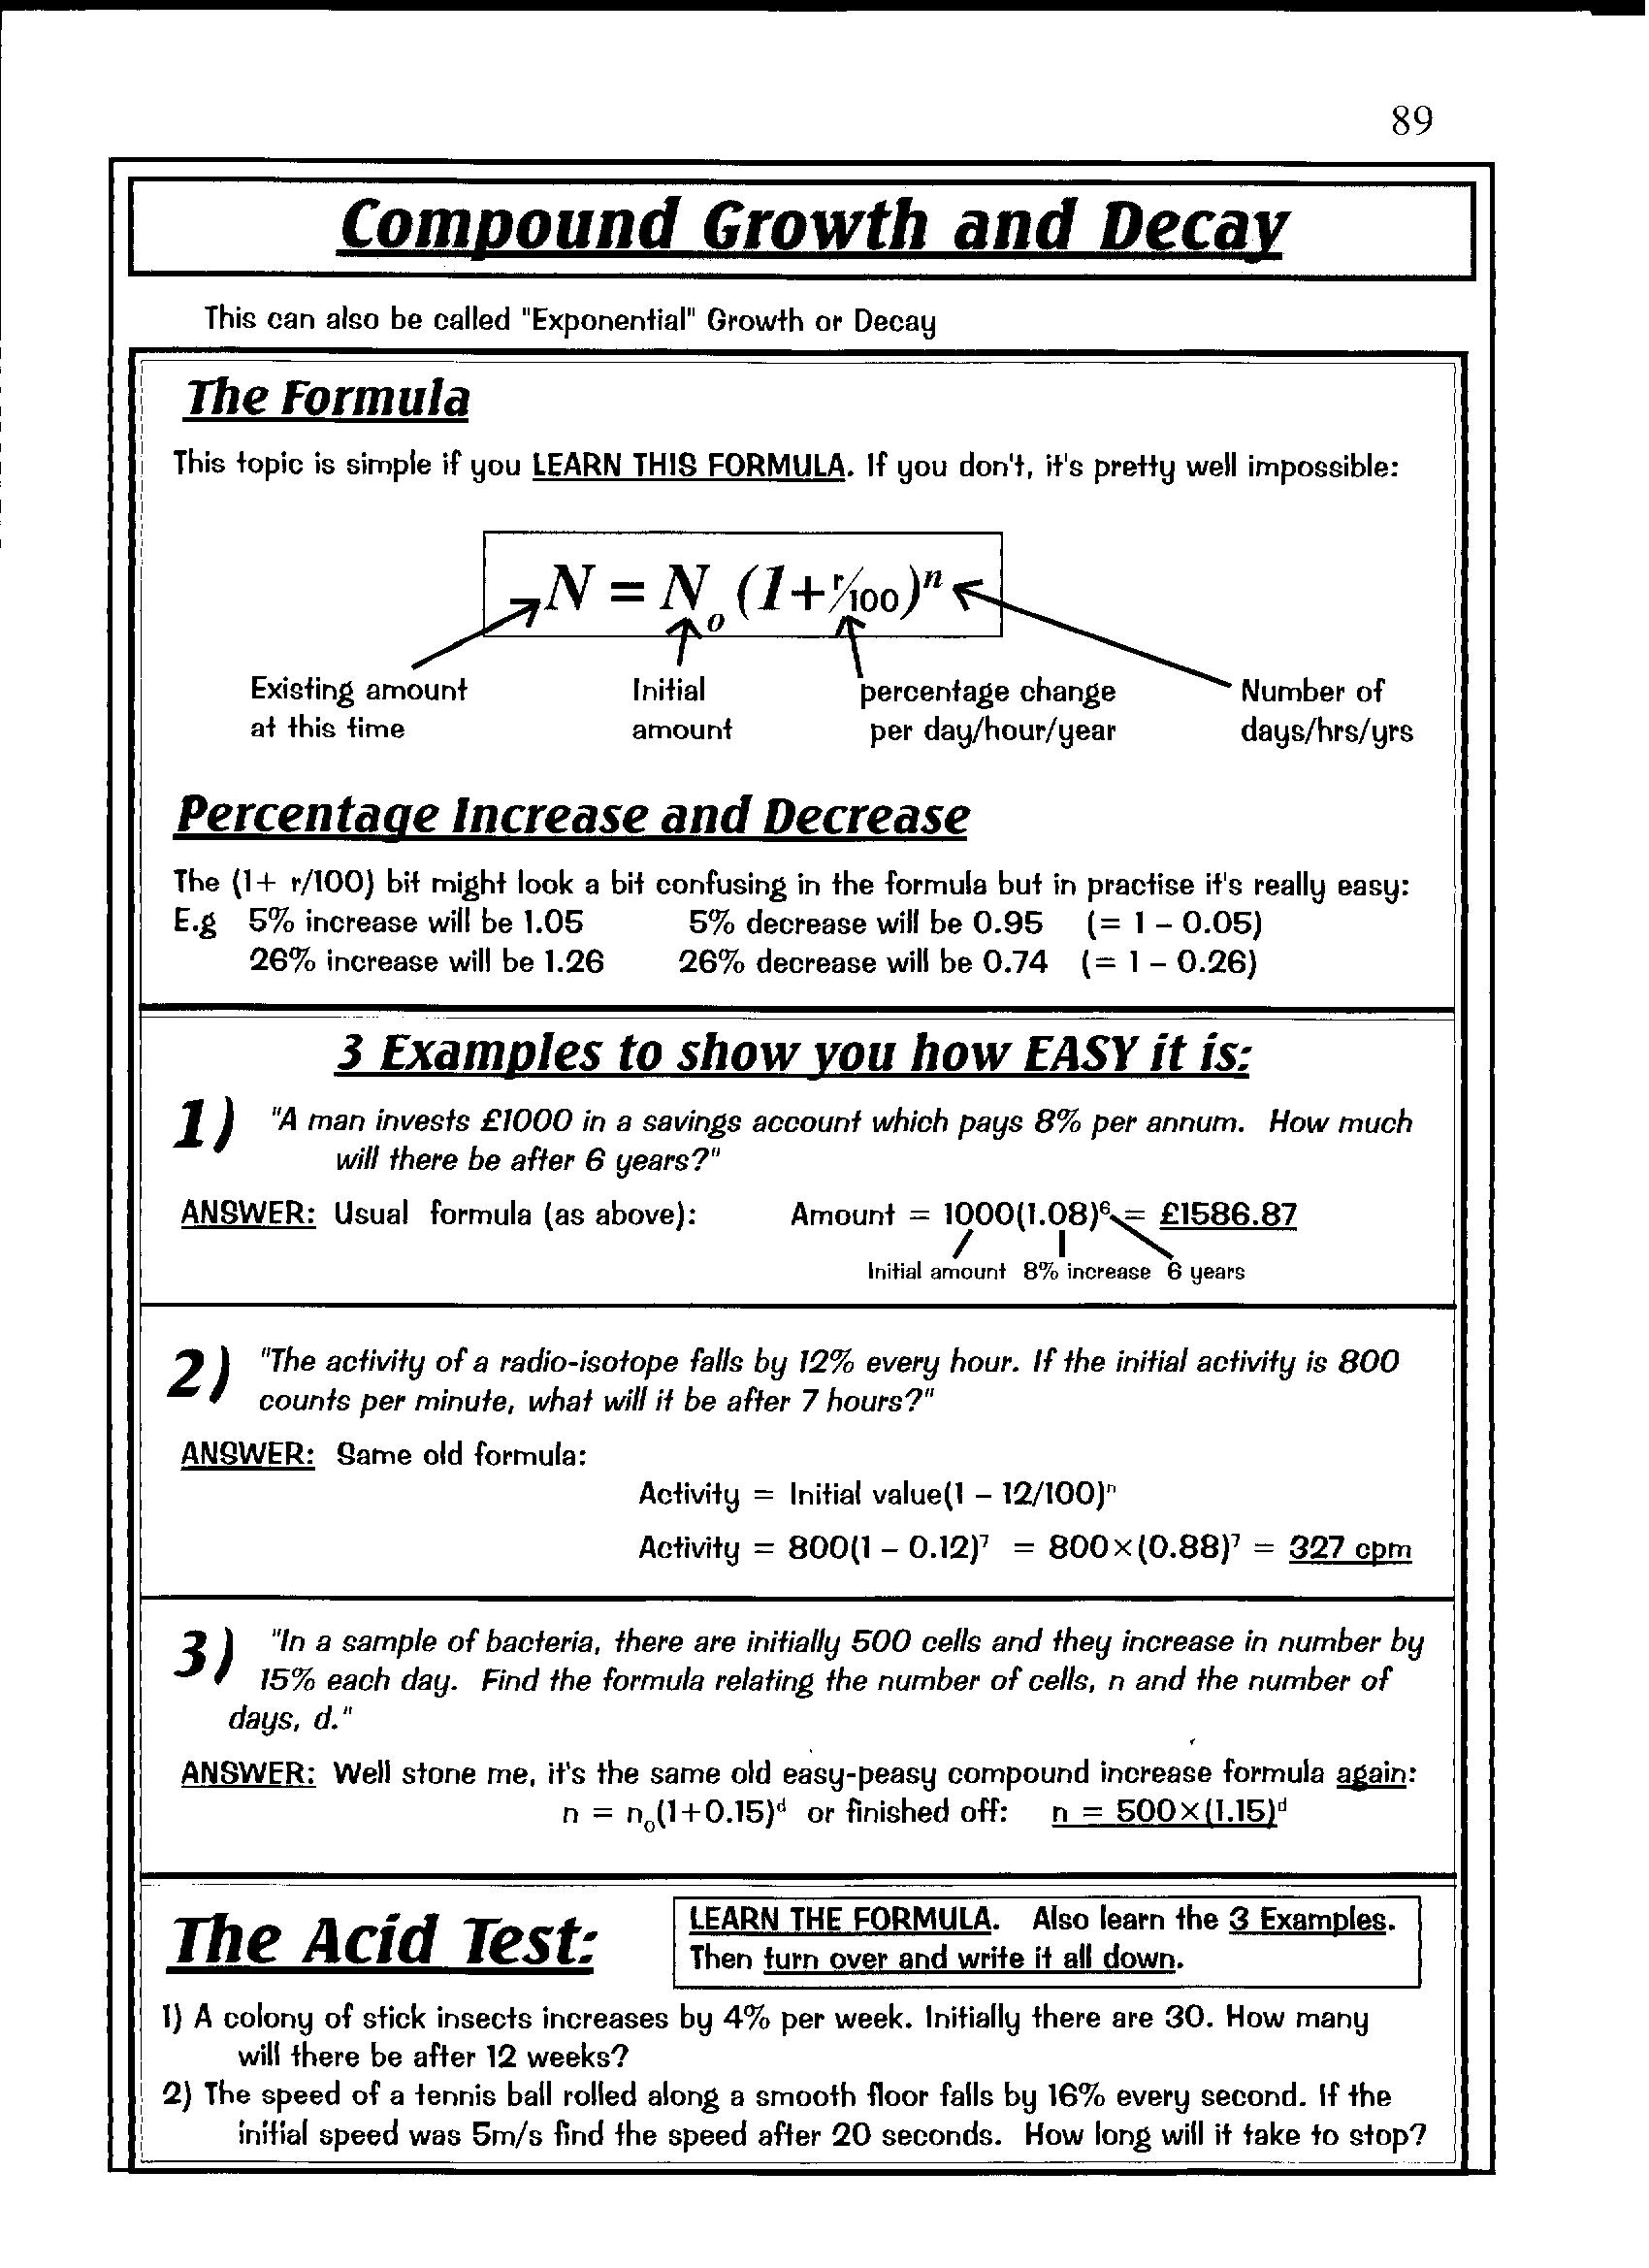 89
Compound Growth and Decay
This can also be called "Exponential" Growth or Decay
The Formula
This topic is simple if you LEARN THIS FORMULA. If you don't, it's pretty well impossible:
N = Nₒ (1+r/100)ⁿ
Existing amount Initial percentage change Number of
at this time amount per day/hour/year days/hrs/yrs
Percentage Increase and Decrease
The (1+ r/100) bit might look a bit confusing in the formula but in practise it's really easy:
E.g 5% increase will be 1.05 5% decrease will be 0.95 (= 1 – 0.05)
26% increase will be 1.26 26% decrease will be 0.74 (= 1 – 0.26)
3 Examples to show you how EASY it is:
1) "A man invests £1000 in a savings account which pays 8% per annum. How much
will there be after 6 years?"
ANSWER: Usual formula (as above): Amount = 1000(1.08)⁶ = £1586.87
Initial amount 8% increase 6 years
2) "The activity of a radio-isotope falls by 12% every hour. If the initial activity is 800
counts per minute, what will it be after 7 hours?"
ANSWER: Same old formula:
Activity = Initial value(1 – 12/100)ⁿ
Activity = 800(1 – 0.12)⁷ = 800×(0.88)⁷ = 327 cpm
3) "In a sample of bacteria, there are initially 500 cells and they increase in number by
15% each day. Find the formula relating the number of cells, n and the number of
days, d."
ANSWER: Well stone me, it's the same old easy-peasy compound increase formula again:
n = nₒ(1+0.15)ᵈ or finished off: n = 500×(1.15)ᵈ
The Acid Test:
LEARN THE FORMULA. Also learn the 3 Examples.
Then turn over and write it all down.
1) A colony of stick insects increases by 4% per week. Initially there are 30. How many
will there be after 12 weeks?
2) The speed of a tennis ball rolled along a smooth floor falls by 16% every second. If the
initial speed was 5m/s find the speed after 20 seconds. How long will it take to stop?